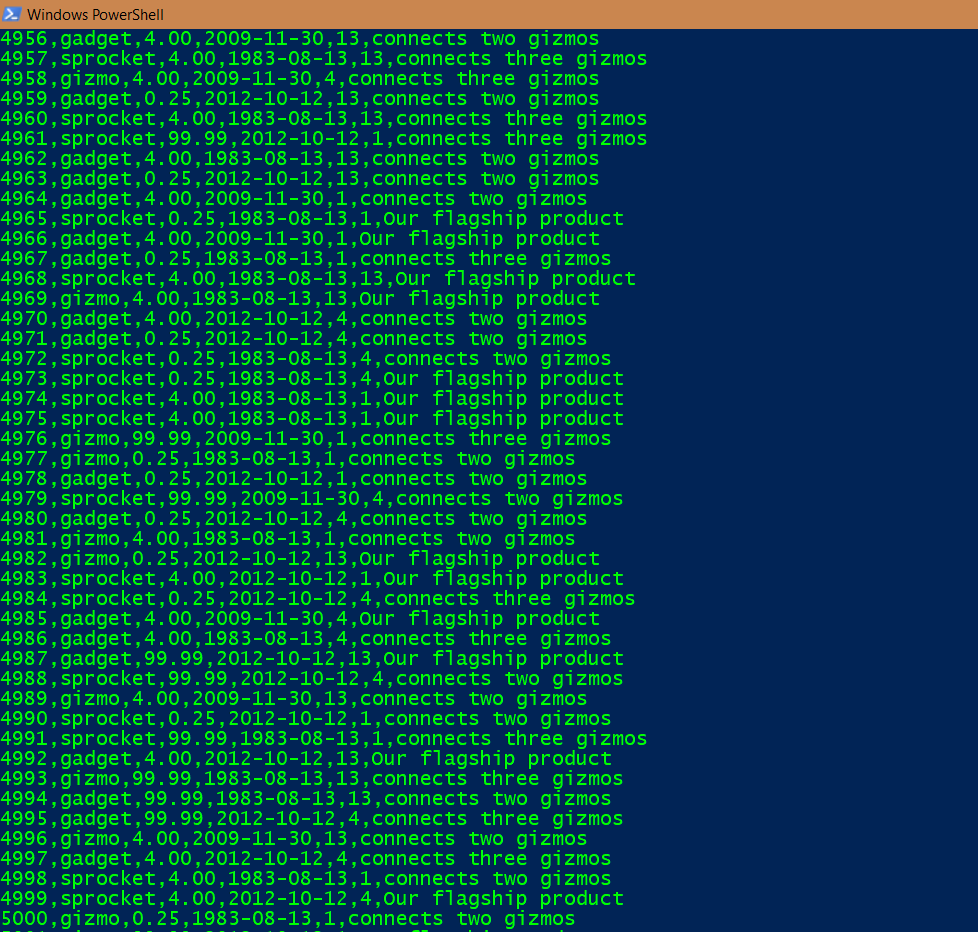 Windows PowerShell
4956,gadget,4.00,2009-11-30,13,connects two gizmos
4957,sprocket,4.00,1983-08-13,13,connects three gizmos
4958,gizmo,4.00,2009-11-30,4,connects three gizmos
4959,gadget,0.25,2012-10-12,13,connects two gizmos
4960,sprocket,4.00,1983-08-13,13,connects three gizmos
4961,sprocket,99.99,2012-10-12,1,connects three gizmos
4962,gadget,4.00,1983-08-13,13,connects two gizmos
4963,gadget,0.25,2012-10-12,13,connects two gizmos
4964,gadget,4.00,2009-11-30,1,connects two gizmos
4965,sprocket,0.25,1983-08-13,1,Our flagship product
4966,gadget,4.00,2009-11-30,1,Our flagship product
4967,gadget,0.25,1983-08-13,1,connects three gizmos
4968,sprocket,4.00,1983-08-13,13,Our flagship product
4969,gizmo,4.00,1983-08-13,13,Our flagship product
4970,gadget,4.00,2012-10-12,4,connects two gizmos
4971,gadget,0.25,2012-10-12,4,connects two gizmos
4972,sprocket,0.25,1983-08-13,4,connects two gizmos
4973,sprocket,0.25,1983-08-13,4,Our flagship product
4974,sprocket,4.00,1983-08-13,1,Our flagship product
4975,sprocket,4.00,1983-08-13,1,Our flagship product
4976,gizmo,99.99,2009-11-30,1,connects three gizmos
4977,gizmo,0.25,1983-08-13,1,connects two gizmos
4978,gadget,0.25,2012-10-12,1,connects two gizmos
4979,sprocket,99.99,2009-11-30,4,connects two gizmos
4980,gadget,0.25,2012-10-12,4,connects two gizmos
4981,gizmo,4.00,1983-08-13,1,connects two gizmos
4982,gizmo,0.25,2012-10-12,13,Our flagship product
4983,sprocket,4.00,2012-10-12,1,Our flagship product
4984,sprocket,0.25,2012-10-12,4,connects three gizmos
4985,gadget,4.00,2009-11-30,4,Our flagship product
4986,gadget,4.00,1983-08-13,4,connects three gizmos
4987,gadget,99.99,2012-10-12,13,Our flagship product
4988,sprocket,99.99,2012-10-12,4,connects two gizmos
4989,gizmo,4.00,2009-11-30,13,connects two gizmos
4990,sprocket,0.25,2012-10-12,1,connects two gizmos
4991,sprocket,99.99,1983-08-13,1,connects three gizmos
4992,gadget,4.00,2012-10-12,13,Our flagship product
4993,gizmo,99.99,1983-08-13,13,connects three gizmos
4994,gadget,99.99,1983-08-13,13,connects two gizmos
4995,gadget,99.99,2012-10-12,4,connects three gizmos
4996,gizmo,4.00,2009-11-30,13,connects two gizmos
4997,gadget,4.00,2012-10-12,4,connects three gizmos
4998,sprocket,4.00,1983-08-13,1,connects two gizmos
4999,sprocket,4.00,2012-10-12,4,Our flagship product
5000,gizmo,0.25,1983-08-13,1,connects two gizmos